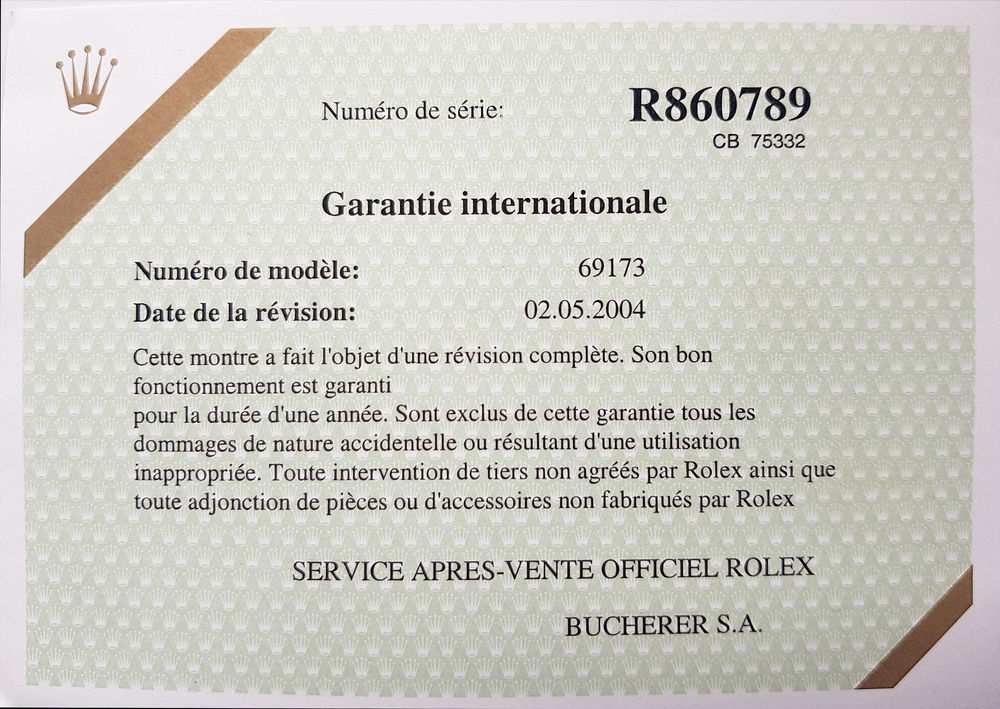 Numéro de série: R860789
CB 75332
Garantie internationale
Numéro de modèle: 69173
Date de la révision: 02.05.2004
Cette montre a fait l'objet d'une révision complète. Son bon
fonctionnement est garanti
pour la durée d'une année. Sont exclus de cette garantie tous les
dommages de nature accidentelle ou résultant d'une utilisation
inappropriée. Toute intervention de tiers non agréés par Rolex ainsi que
toute adjonction de pièces ou d'accessoires non fabriqués par Rolex
SERVICE APRES-VENTE OFFICIEL ROLEX
BUCHERER S.A.